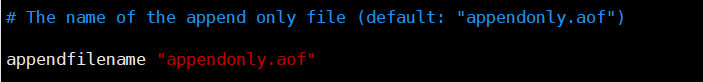 # The name of the append only file (default: "appendonly.aof")
appendfilename "appendonly.aof"